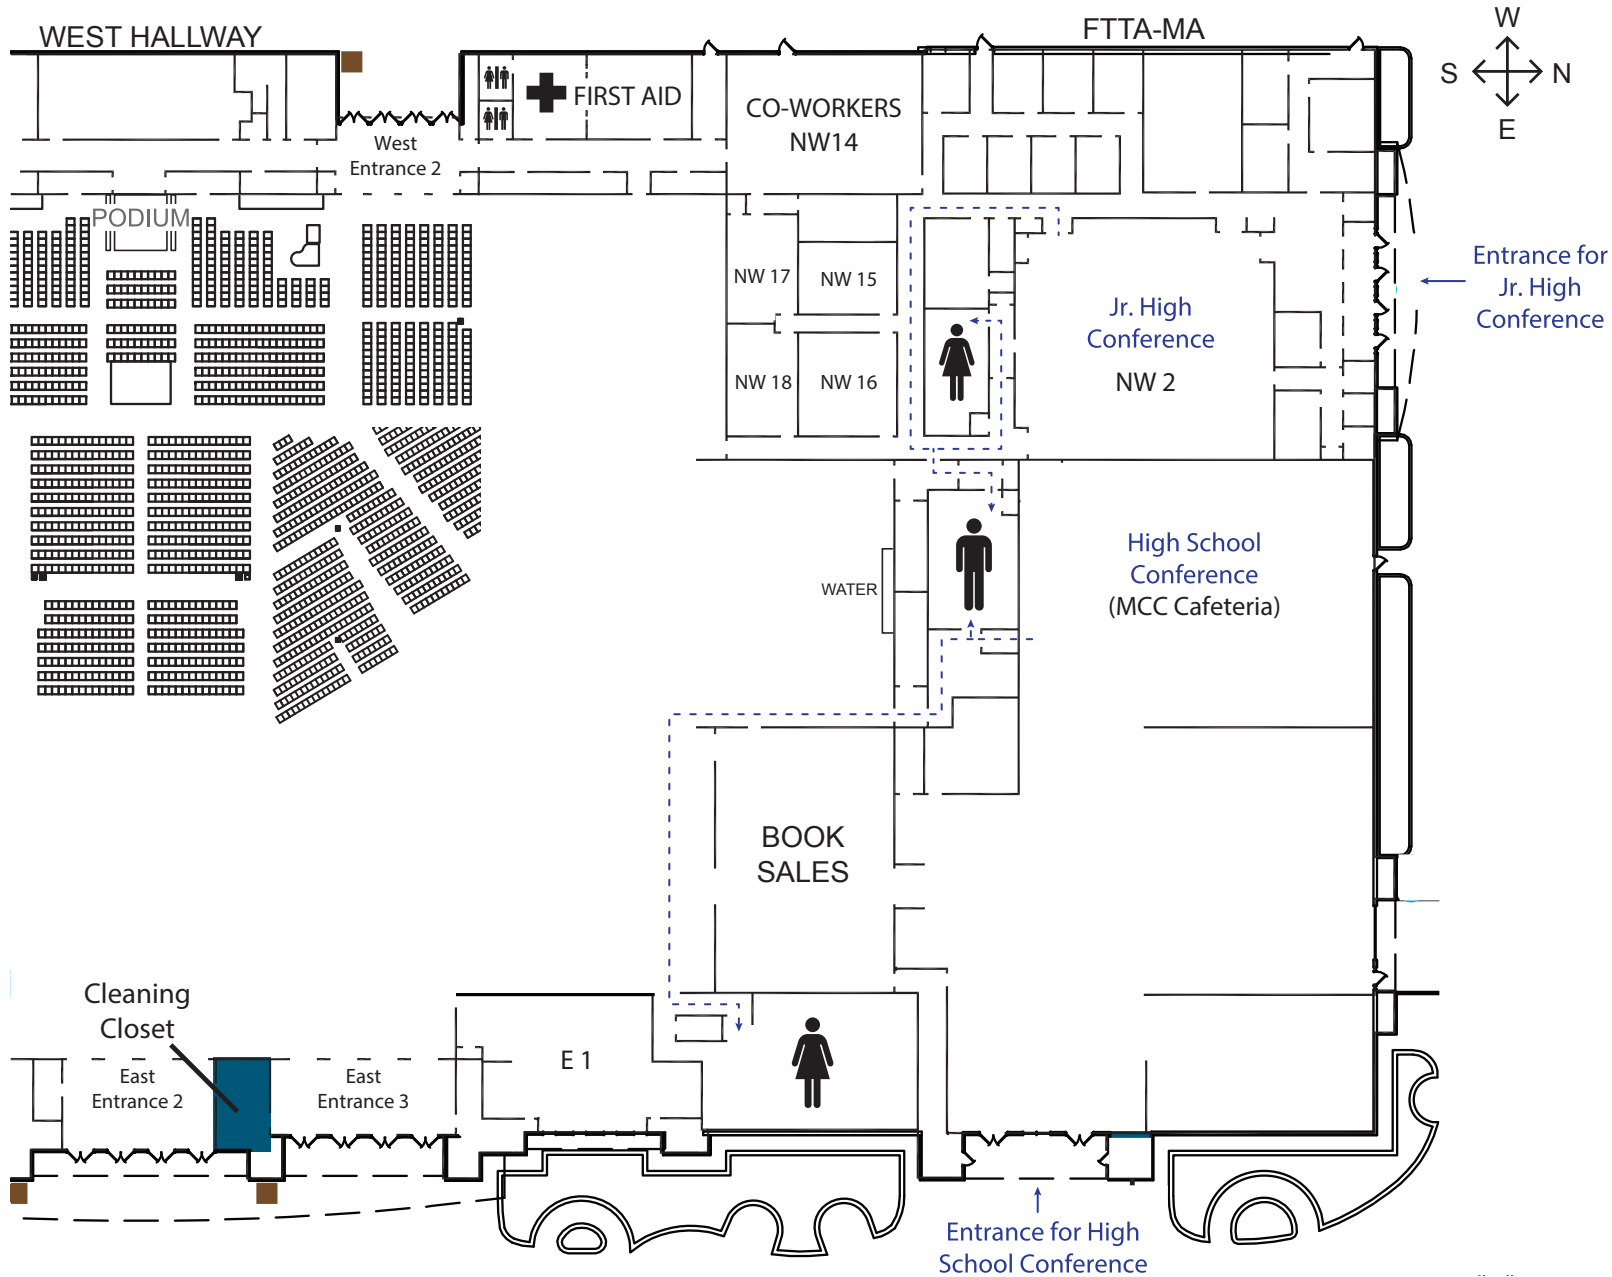 WEST HALLWAY
FTTA-MA
W
S
N
E
FIRST AID
CO-WORKERS
NW14
West
Entrance 2
PODIUM
NW 17
NW 15
NW 18
NW 16
Jr. High
Conference
NW 2
Entrance for
Jr. High
Conference
High School
Conference
(MCC Cafeteria)
WATER
BOOK
SALES
Cleaning
Closet
East
Entrance 2
East
Entrance 3
E 1
Entrance for High
School Conference